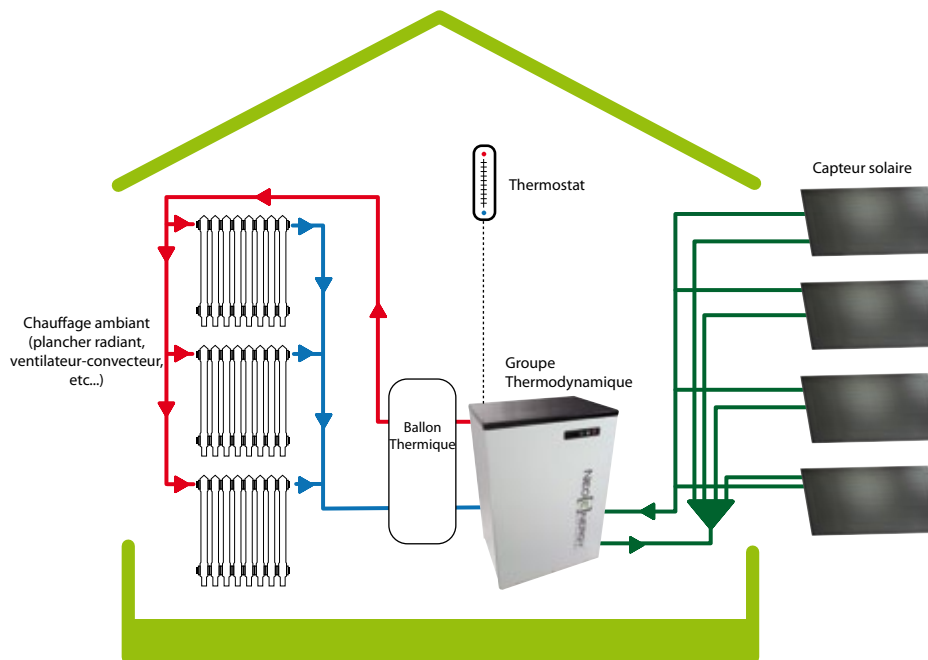 Capteur solaire
Thermostat
Chauffage ambiant
(plancher radiant,
ventilateur-convecteur,
etc...)
Groupe
Thermodynamique
Ballon
Thermique